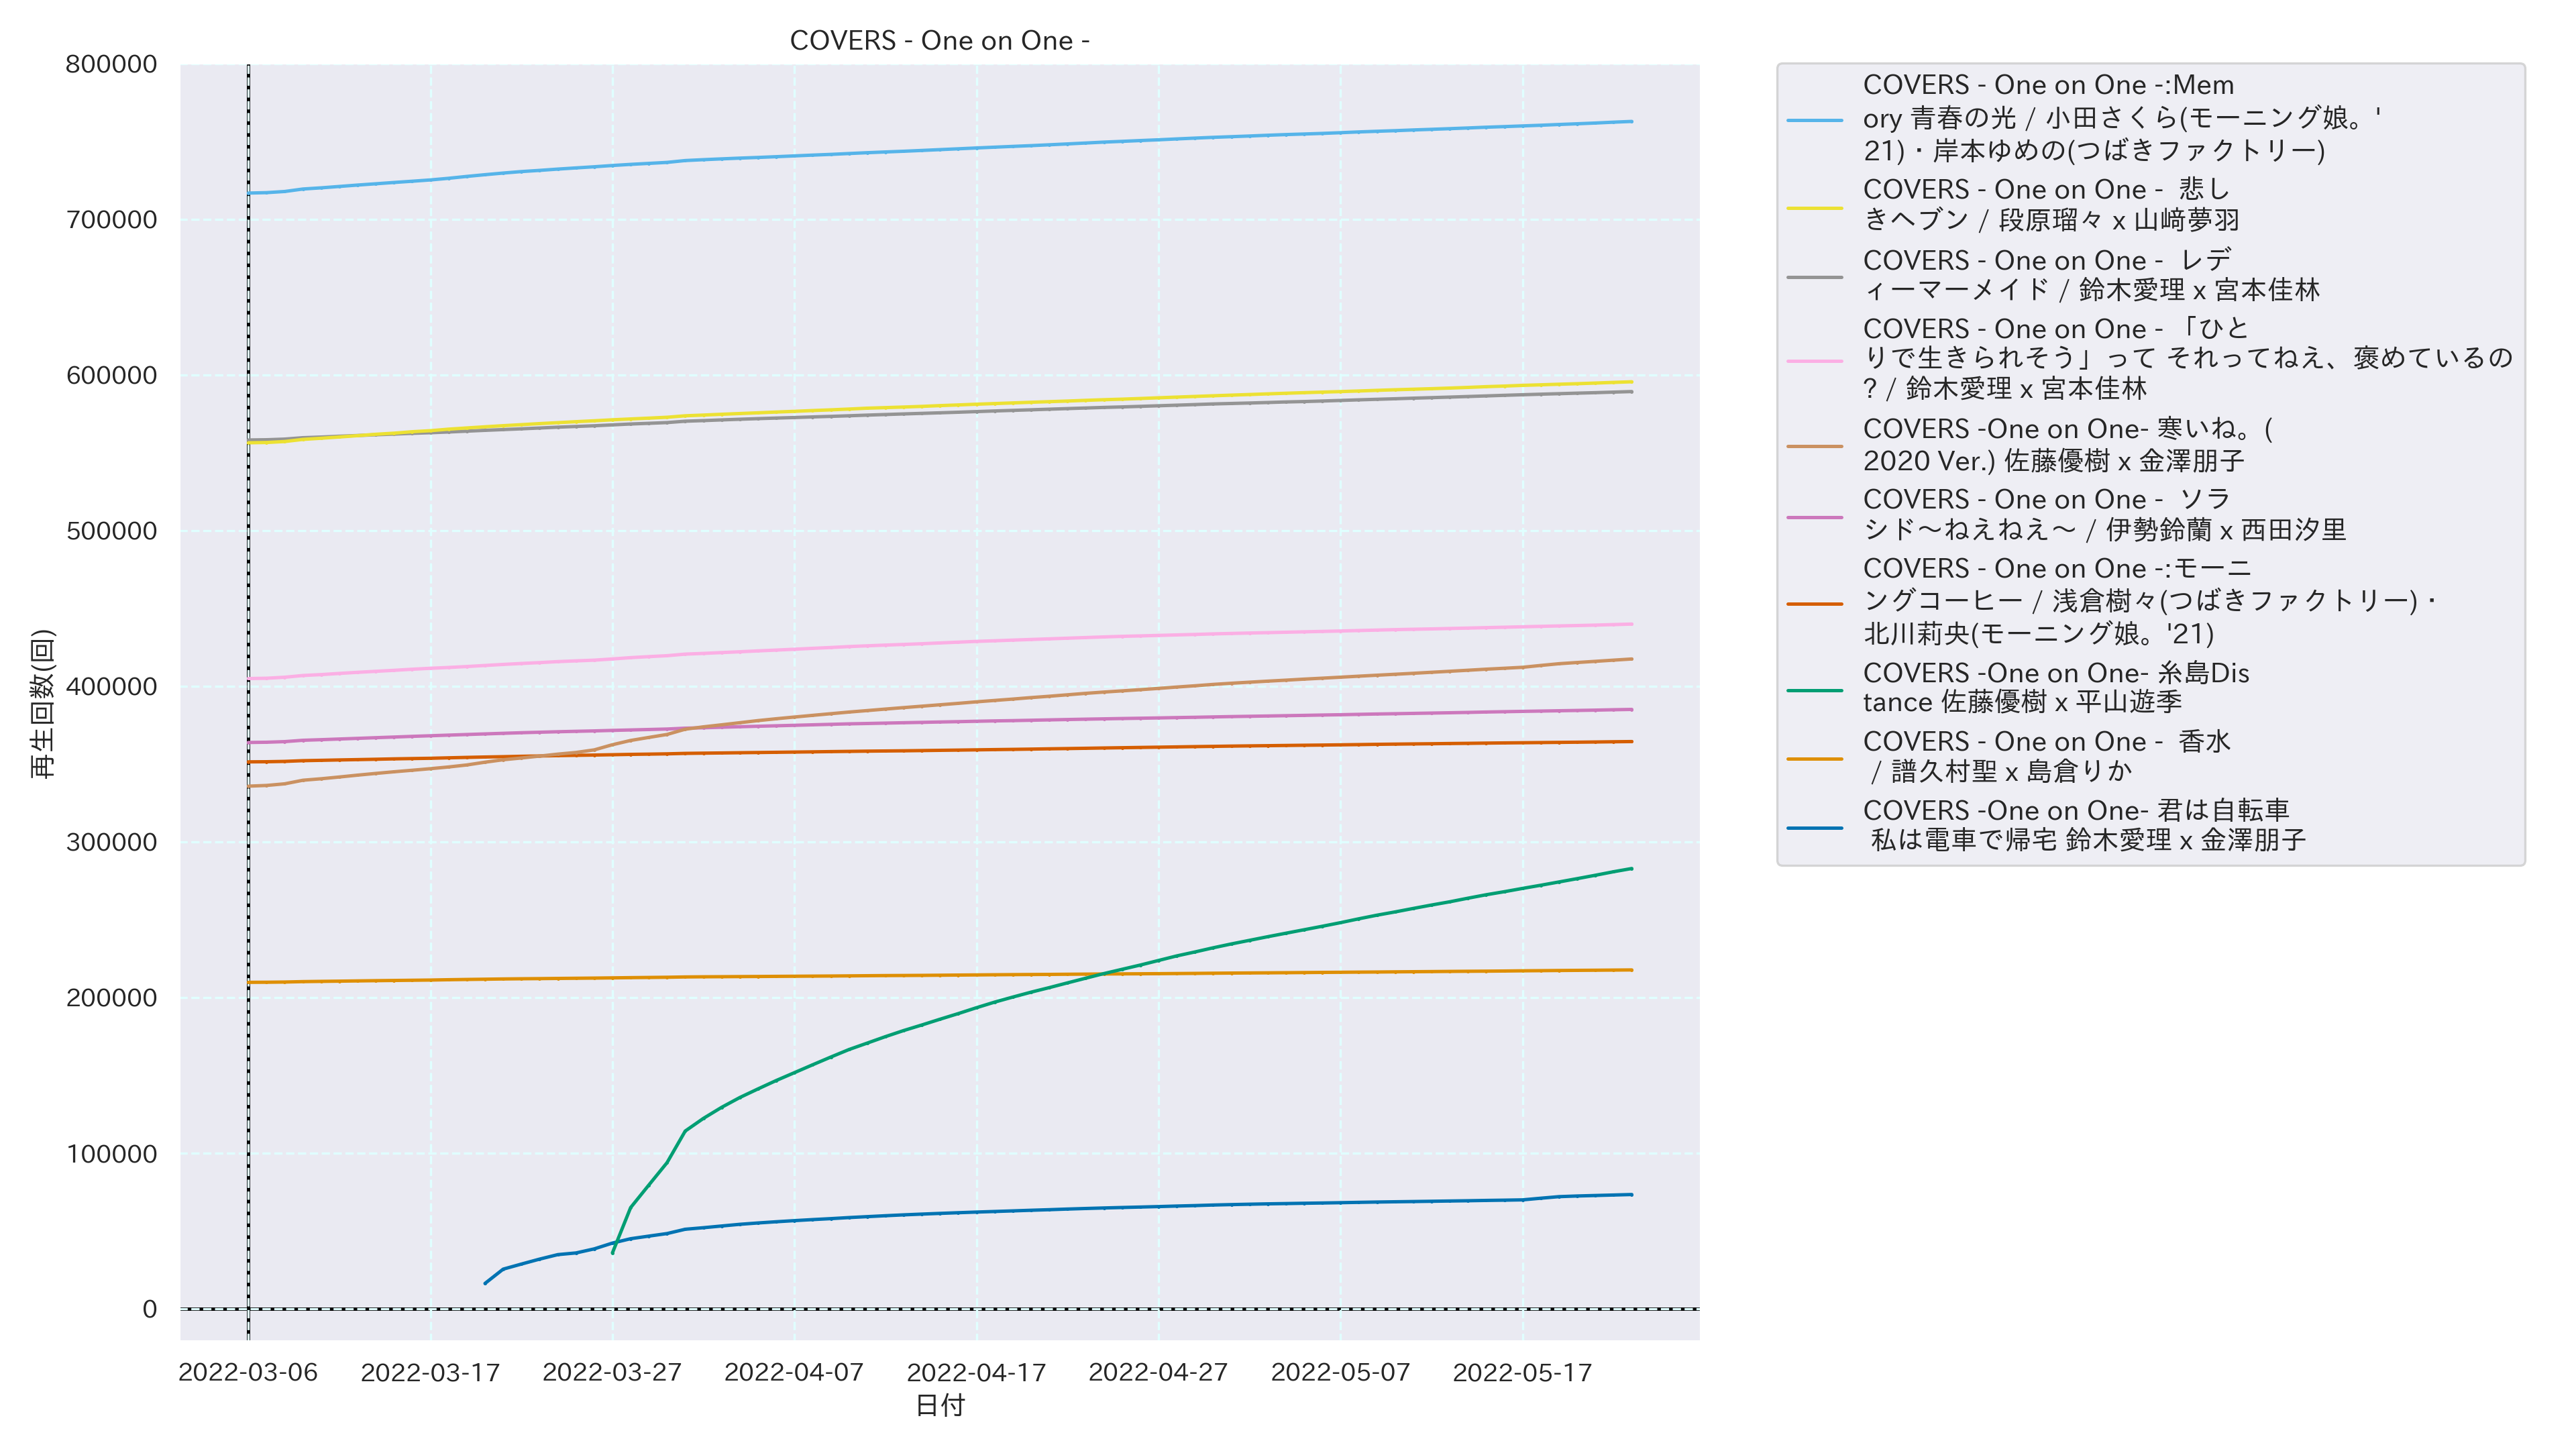 COVERS - One on One -
800000
700000
600000
500000
400000
300000
200000
100000
0
再生回数(回)
2022-03-06
2022-03-17
2022-03-27
2022-04-07
2022-04-17
2022-04-27
2022-05-07
2022-05-17
日付
COVERS - One on One -:Mem
ory 青春の光 / 小田さくら(モーニング娘。'
21)・岸本ゆめの(つばきファクトリー)
COVERS - One on One -  悲し
きヘブン / 段原瑠々 x 山﨑夢羽
COVERS - One on One -  レデ
ィーマーメイド / 鈴木愛理 x 宮本佳林
COVERS - One on One - 「ひと
りで生きられそう」って それってねえ、褒めているの
? / 鈴木愛理 x 宮本佳林
COVERS -One on One- 寒いね。(
2020 Ver.) 佐藤優樹 x 金澤朋子
COVERS - One on One -  ソラ
シド～ねえねえ～ / 伊勢鈴蘭 x 西田汐里
COVERS - One on One -:モーニ
ングコーヒー / 浅倉樹々(つばきファクトリー)・
北川莉央(モーニング娘。'21)
COVERS -One on One- 糸島Dis
tance 佐藤優樹 x 平山遊季
COVERS - One on One -  香水
/ 譜久村聖 x 島倉りか
COVERS -One on One- 君は自転車
私は電車で帰宅 鈴木愛理 x 金澤朋子